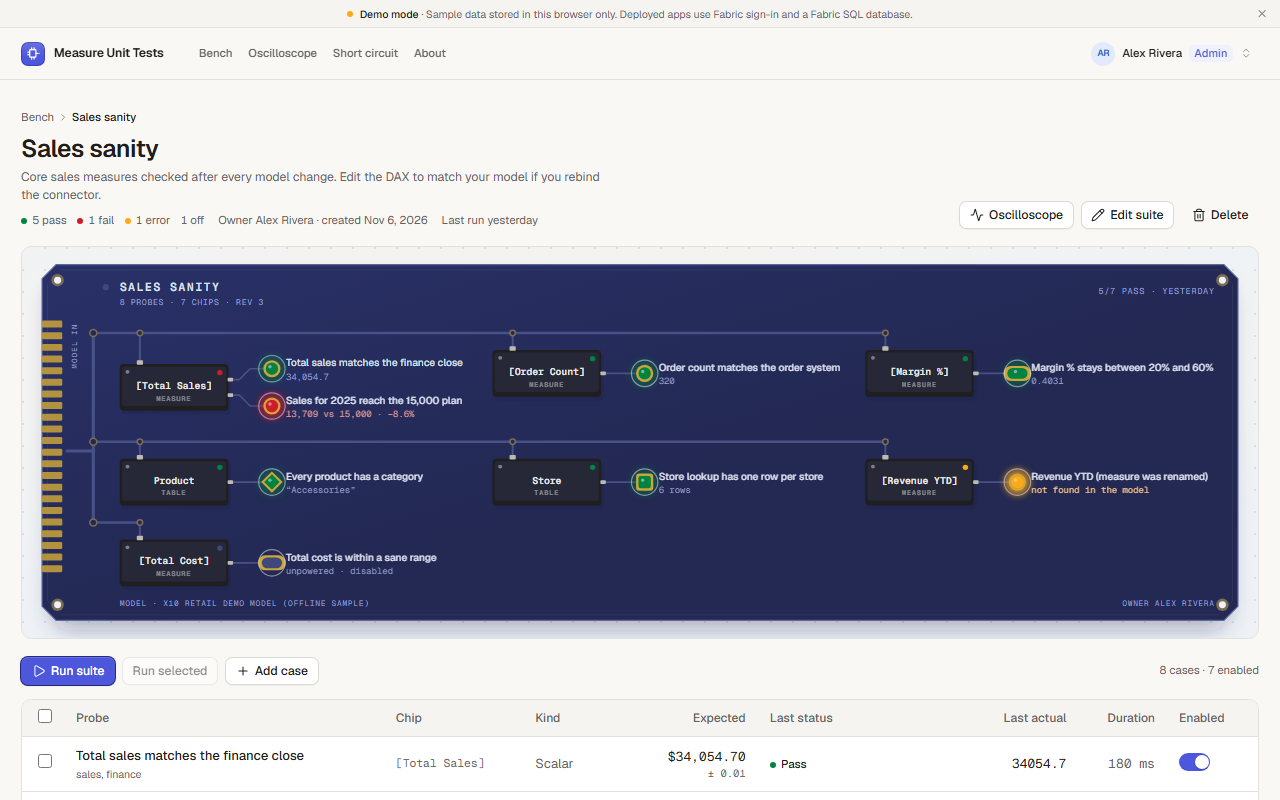 Demo mode · Sample data stored in this browser only. Deployed apps use Fabric sign-in and a Fabric SQL database.
Measure Unit Tests
Bench
Oscilloscope
Short circuit
About
AR
Alex Rivera
Admin
Bench
Sales sanity
Sales sanity
Core sales measures checked after every model change. Edit the DAX to match your model if you rebind
the connector.
5 pass
1 fail
1 error
1 off
Owner Alex Rivera · created Nov 6, 2026
Last run yesterday
Oscilloscope
Edit suite
Delete
SALES SANITY
8 PROBES · 7 CHIPS · REV 3
5/7 PASS · YESTERDAY
MODEL IN
[Total Sales]
MEASURE
Total sales matches the finance close
34,054.7
Sales for 2025 reach the 15,000 plan
13,709 vs 15,000 · −8.6%
[Order Count]
MEASURE
Order count matches the order system
320
[Margin %]
MEASURE
Margin % stays between 20% and 60%
0.4031
Product
TABLE
Every product has a category
"Accessories"
Store
TABLE
Store lookup has one row per store
6 rows
[Revenue YTD]
MEASURE
Revenue YTD (measure was renamed)
not found in the model
[Total Cost]
MEASURE
Total cost is within a sane range
unpowered · disabled
MODEL · X10 RETAIL DEMO MODEL (OFFLINE SAMPLE)
OWNER ALEX RIVERA
Run suite
Run selected
Add case
8 cases · 7 enabled
Probe
Chip
Kind
Expected
Last status
Last actual
Duration
Enabled
Total sales matches the finance close
sales, finance
[Total Sales]
Scalar
$34,054.70
± 0.01
Pass
34054.7
180 ms